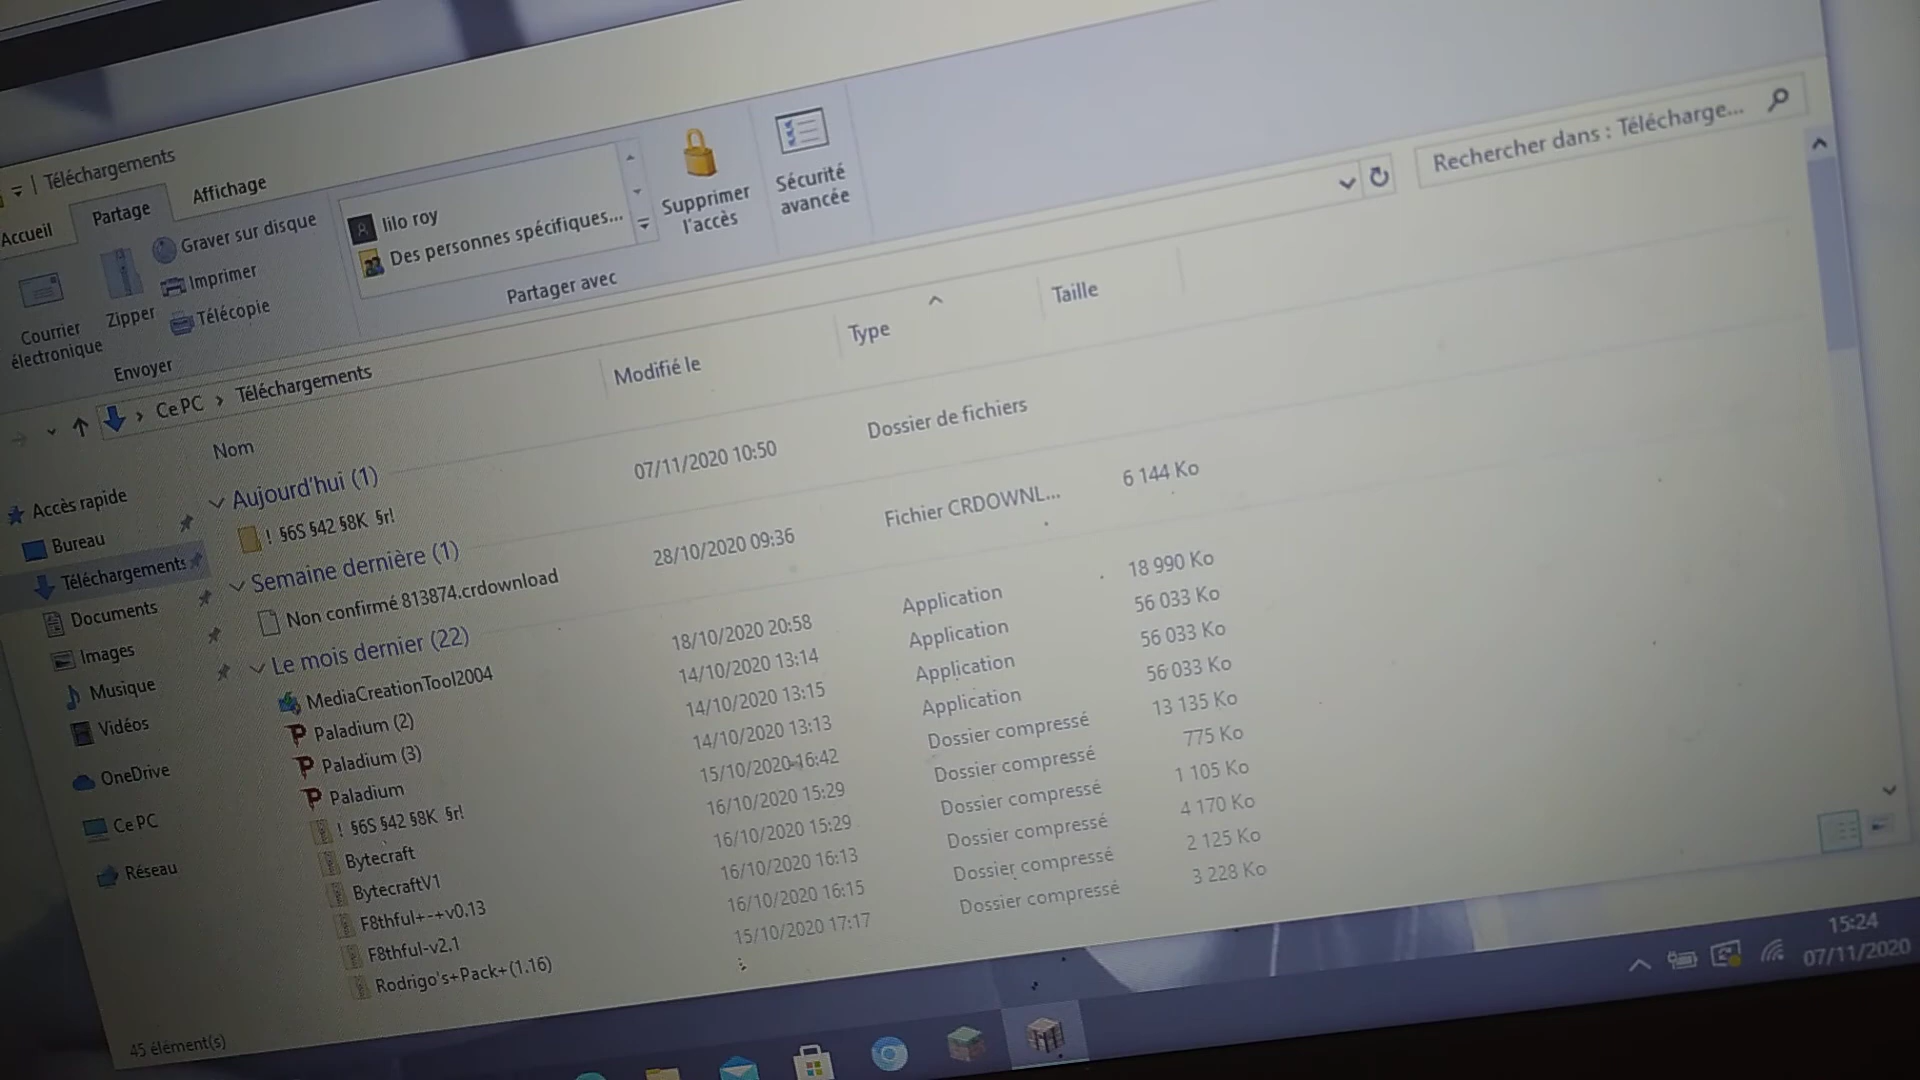 Téléchargements
Accueil
Partage
Affichage
Courrier
électronique
Zipper
Graver sur disque
Imprimer
Télécopie
Envoyer
lilo roy
Des personnes spécifiques...
Partager avec
Supprimer
l'accès
Sécurité
avancée
Ce PC
Téléchargements
Rechercher dans : Télécharge...
Nom
Modifié le
Type
Taille
Accès rapide
Bureau
Téléchargements
Documents
Images
Musique
Vidéos
OneDrive
Ce PC
Réseau
Aujourd'hui (1)
! §6S §42 §8K §r! 07/11/2020 10:50 Dossier de fichiers
Semaine dernière (1)
Non confirmé 813874.crdownload 28/10/2020 09:36 Fichier CRDOWNL... 6 144 Ko
Le mois dernier (22)
MediaCreationTool2004 18/10/2020 20:58 Application 18 990 Ko
Paladium (2) 14/10/2020 13:14 Application 56 033 Ko
Paladium (3) 14/10/2020 13:15 Application 56 033 Ko
Paladium 14/10/2020 13:13 Application 56 033 Ko
! §6S §42 §8K §r! 15/10/2020 16:42 Dossier compressé 13 135 Ko
Bytecraft 16/10/2020 15:29 Dossier compressé 775 Ko
BytecraftV1 16/10/2020 15:29 Dossier compressé 1 105 Ko
F8thful+-+v0.13 16/10/2020 16:13 Dossier compressé 4 170 Ko
F8thful-v2.1 16/10/2020 16:15 Dossier compressé 2 125 Ko
Rodrigo's+Pack+(1.16) 15/10/2020 17:17 Dossier compressé 3 228 Ko
45 élément(s)
15:24
07/11/2020